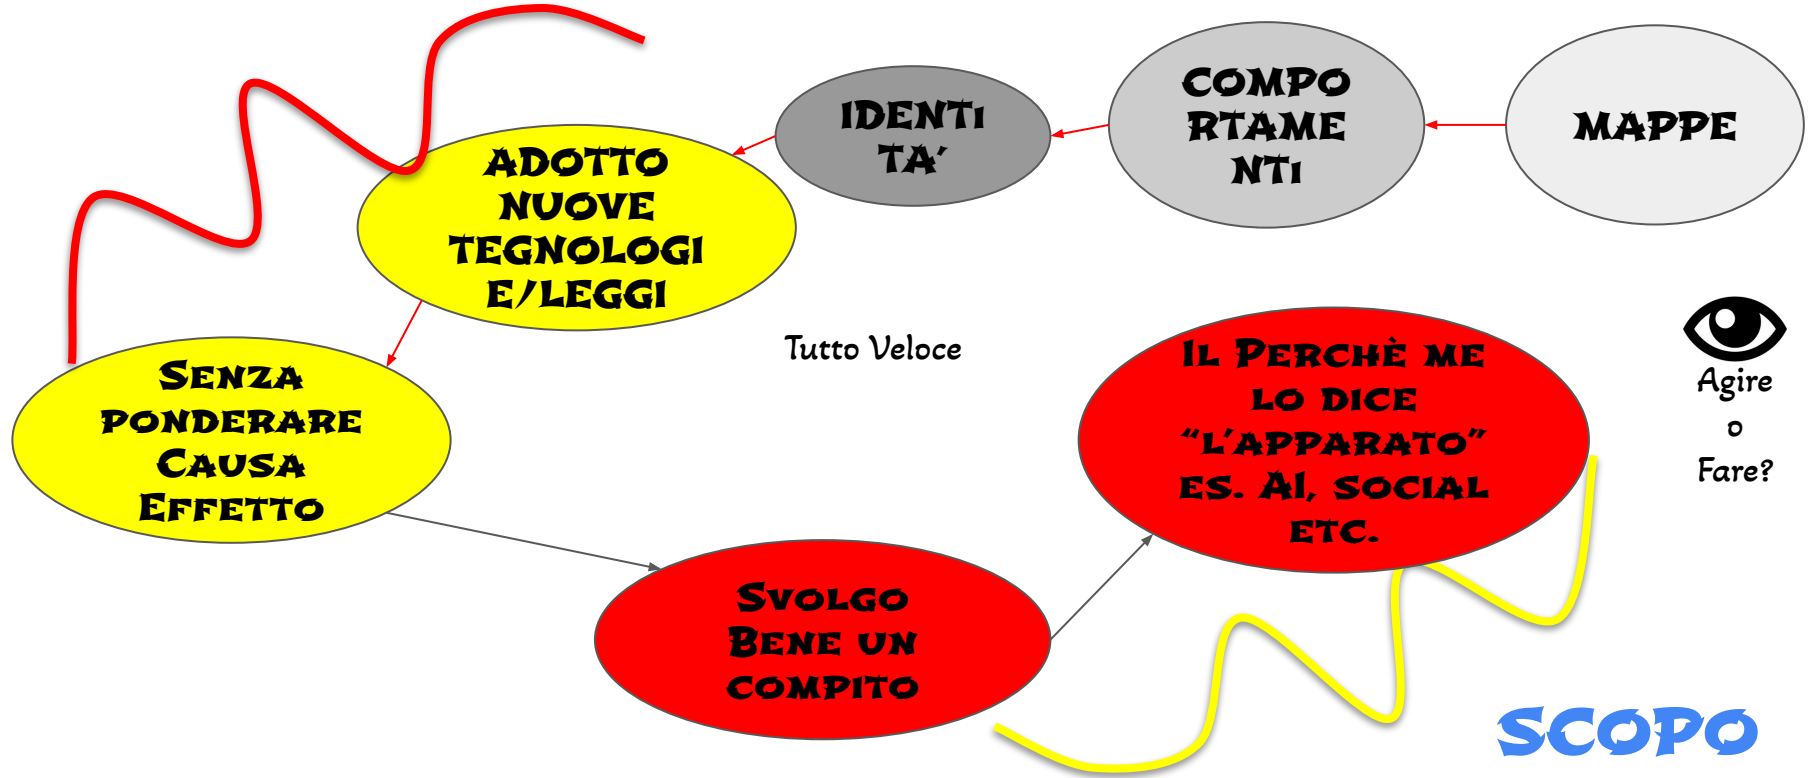 MAPPE
COMPO
RTAME
NTI
IDENTI
TA'
ADOTTO
NUOVE
TEGNOLOGI
E/LEGGI
Senza
ponderare
Causa
Effetto
Svolgo
Bene un
compito
Il Perchè me
lo dice
“l’apparato”
es. AI, social
etc.
Tutto Veloce
Agire
o
Fare?
SCOPO